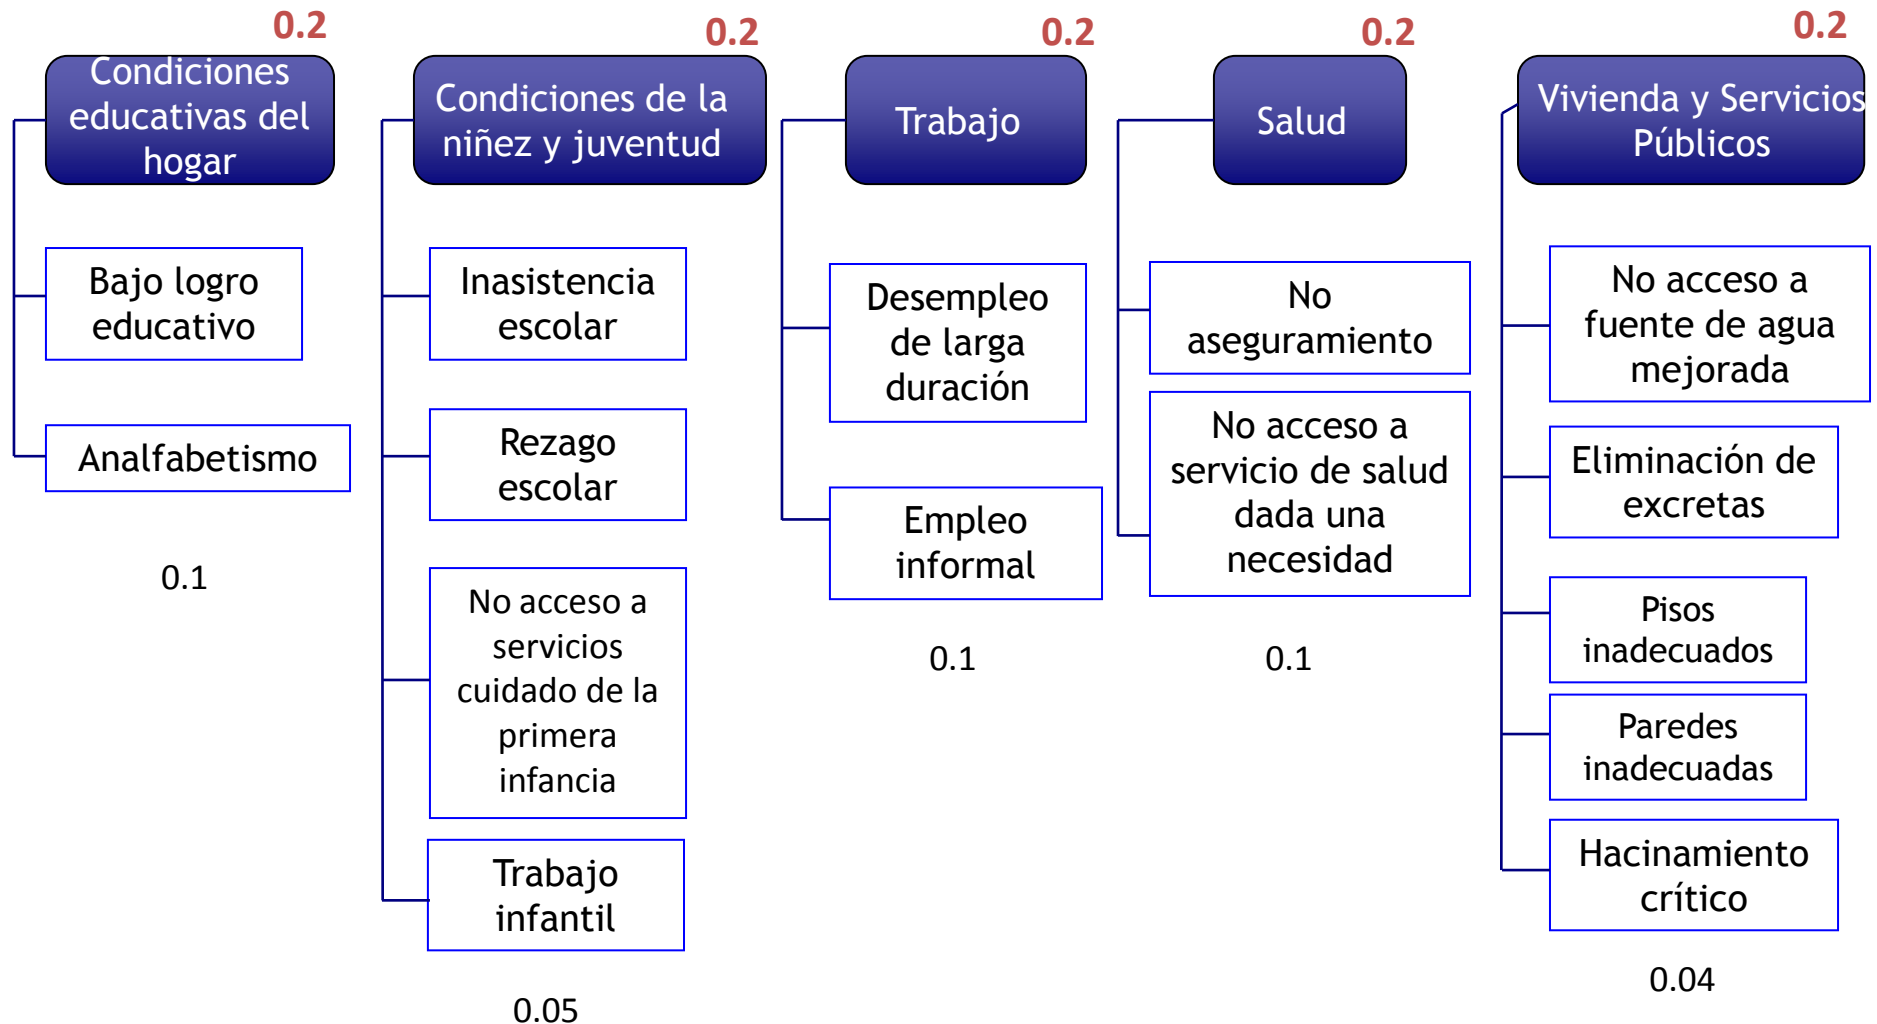 0.2
Condiciones
educativas del
hogar
Bajo logro
educativo
Analfabetismo
0.1
0.2
Condiciones de la
niñez y juventud
Inasistencia
escolar
Rezago
escolar
No acceso a
servicios
cuidado de la
primera
infancia
Trabajo
infantil
0.05
0.2
Trabajo
Desempleo
de larga
duración
Empleo
informal
0.1
0.2
Salud
No
aseguramiento
No acceso a
servicio de salud
dada una
necesidad
0.1
0.2
Vivienda y Servicios
Públicos
No acceso a
fuente de agua
mejorada
Eliminación de
excretas
Pisos
inadecuados
Paredes
inadecuadas
Hacinamiento
crítico
0.04